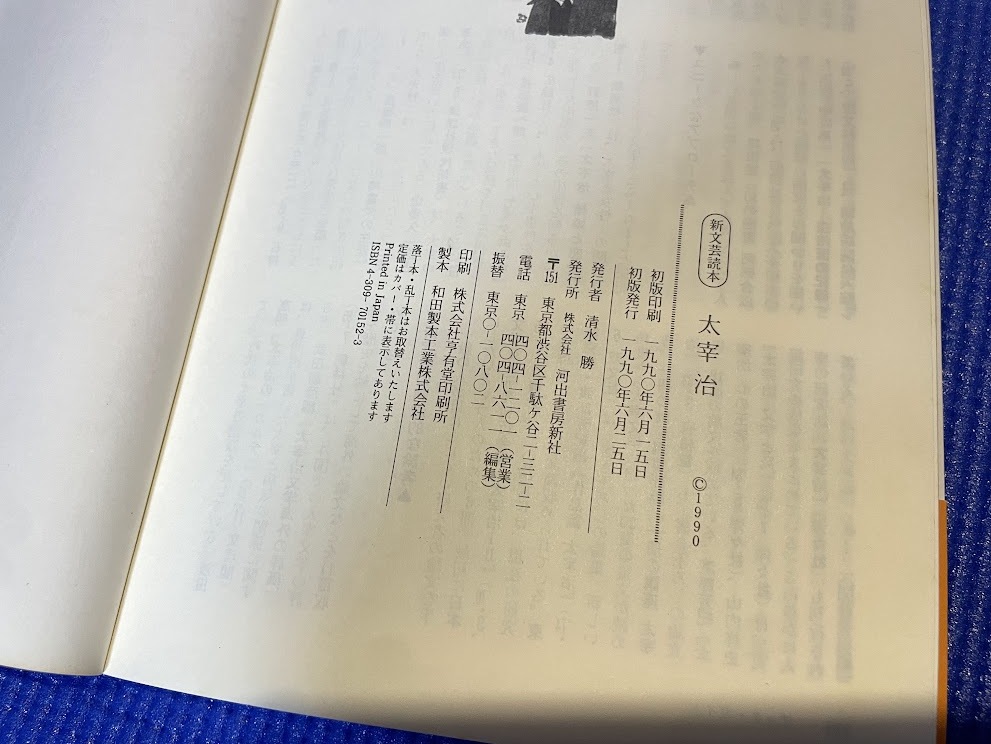 新文芸読本
太宰治
©1990
初版印刷 一九九〇年六月一五日
初版発行 一九九〇年六月二五日
発行者 清水 勝
発行所 株式会社 河出書房新社
〒151 東京都渋谷区千駄ケ谷二-三二-二
電話 東京 四〇四-一二〇一(営業)
四〇四-八六一一(編集)
振替 東京〇-一〇八〇二
印刷 株式会社亨有堂印刷所
製本 和田製本工業株式会社
落丁本・乱丁本はお取替えいたします
定価はカバー・帯に表示してあります
Printed in Japan
ISBN 4-309-70152-3